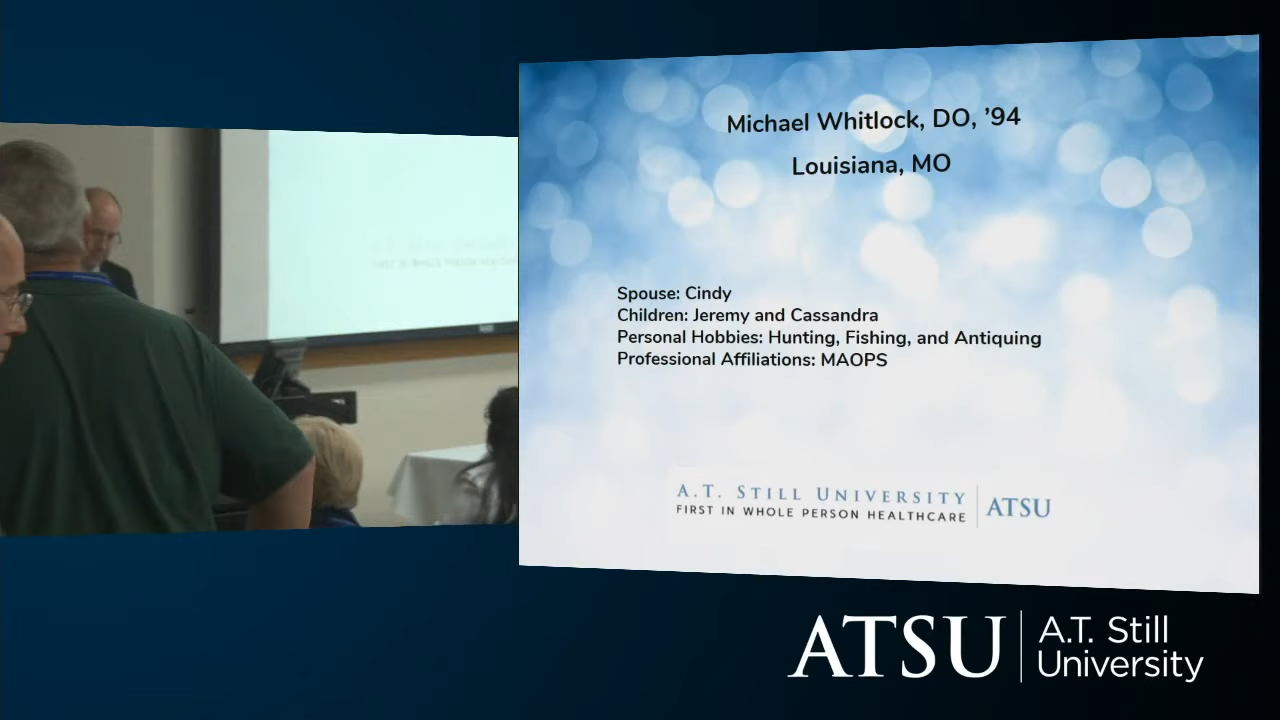 Michael Whitlock, DO, ’94
Louisiana, MO
Spouse: Cindy
Children: Jeremy and Cassandra
Personal Hobbies: Hunting, Fishing, and Antiquing
Professional Affiliations: MAOPS
A.T. STILL UNIVERSITY
FIRST IN WHOLE PERSON HEALTHCARE
ATSU
ATSU
A.T. Still
University